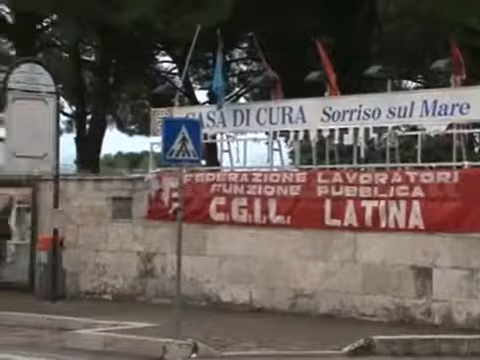 CASA DI CURA Sorriso sul Mare
FEDERAZIONE LAVORATORI
FUNZIONE PUBBLICA
C.G.I.L. LATINA